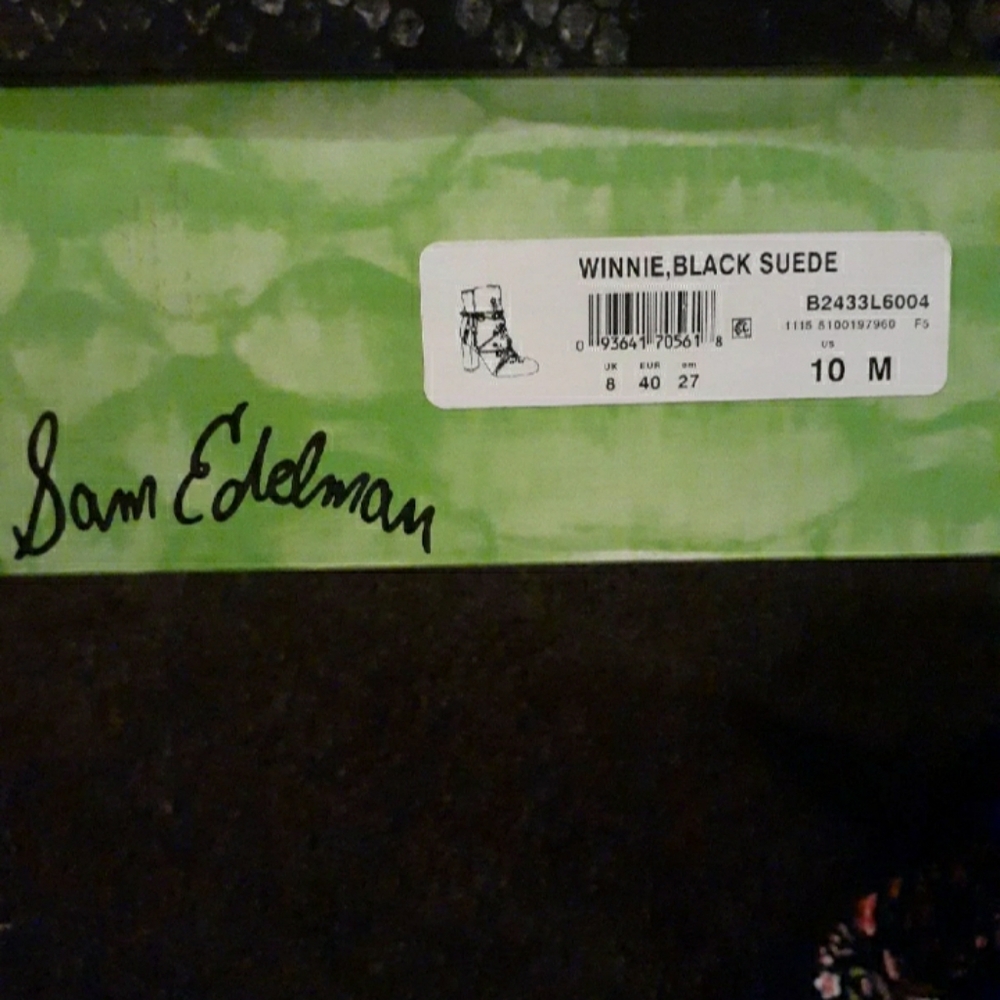 WINNIE,BLACK SUEDE
B2433L6004
0 93641 70561 8
1115 5100197960 F5
UK EUR cm
8 40 27
US
10 M
Sam Edelman